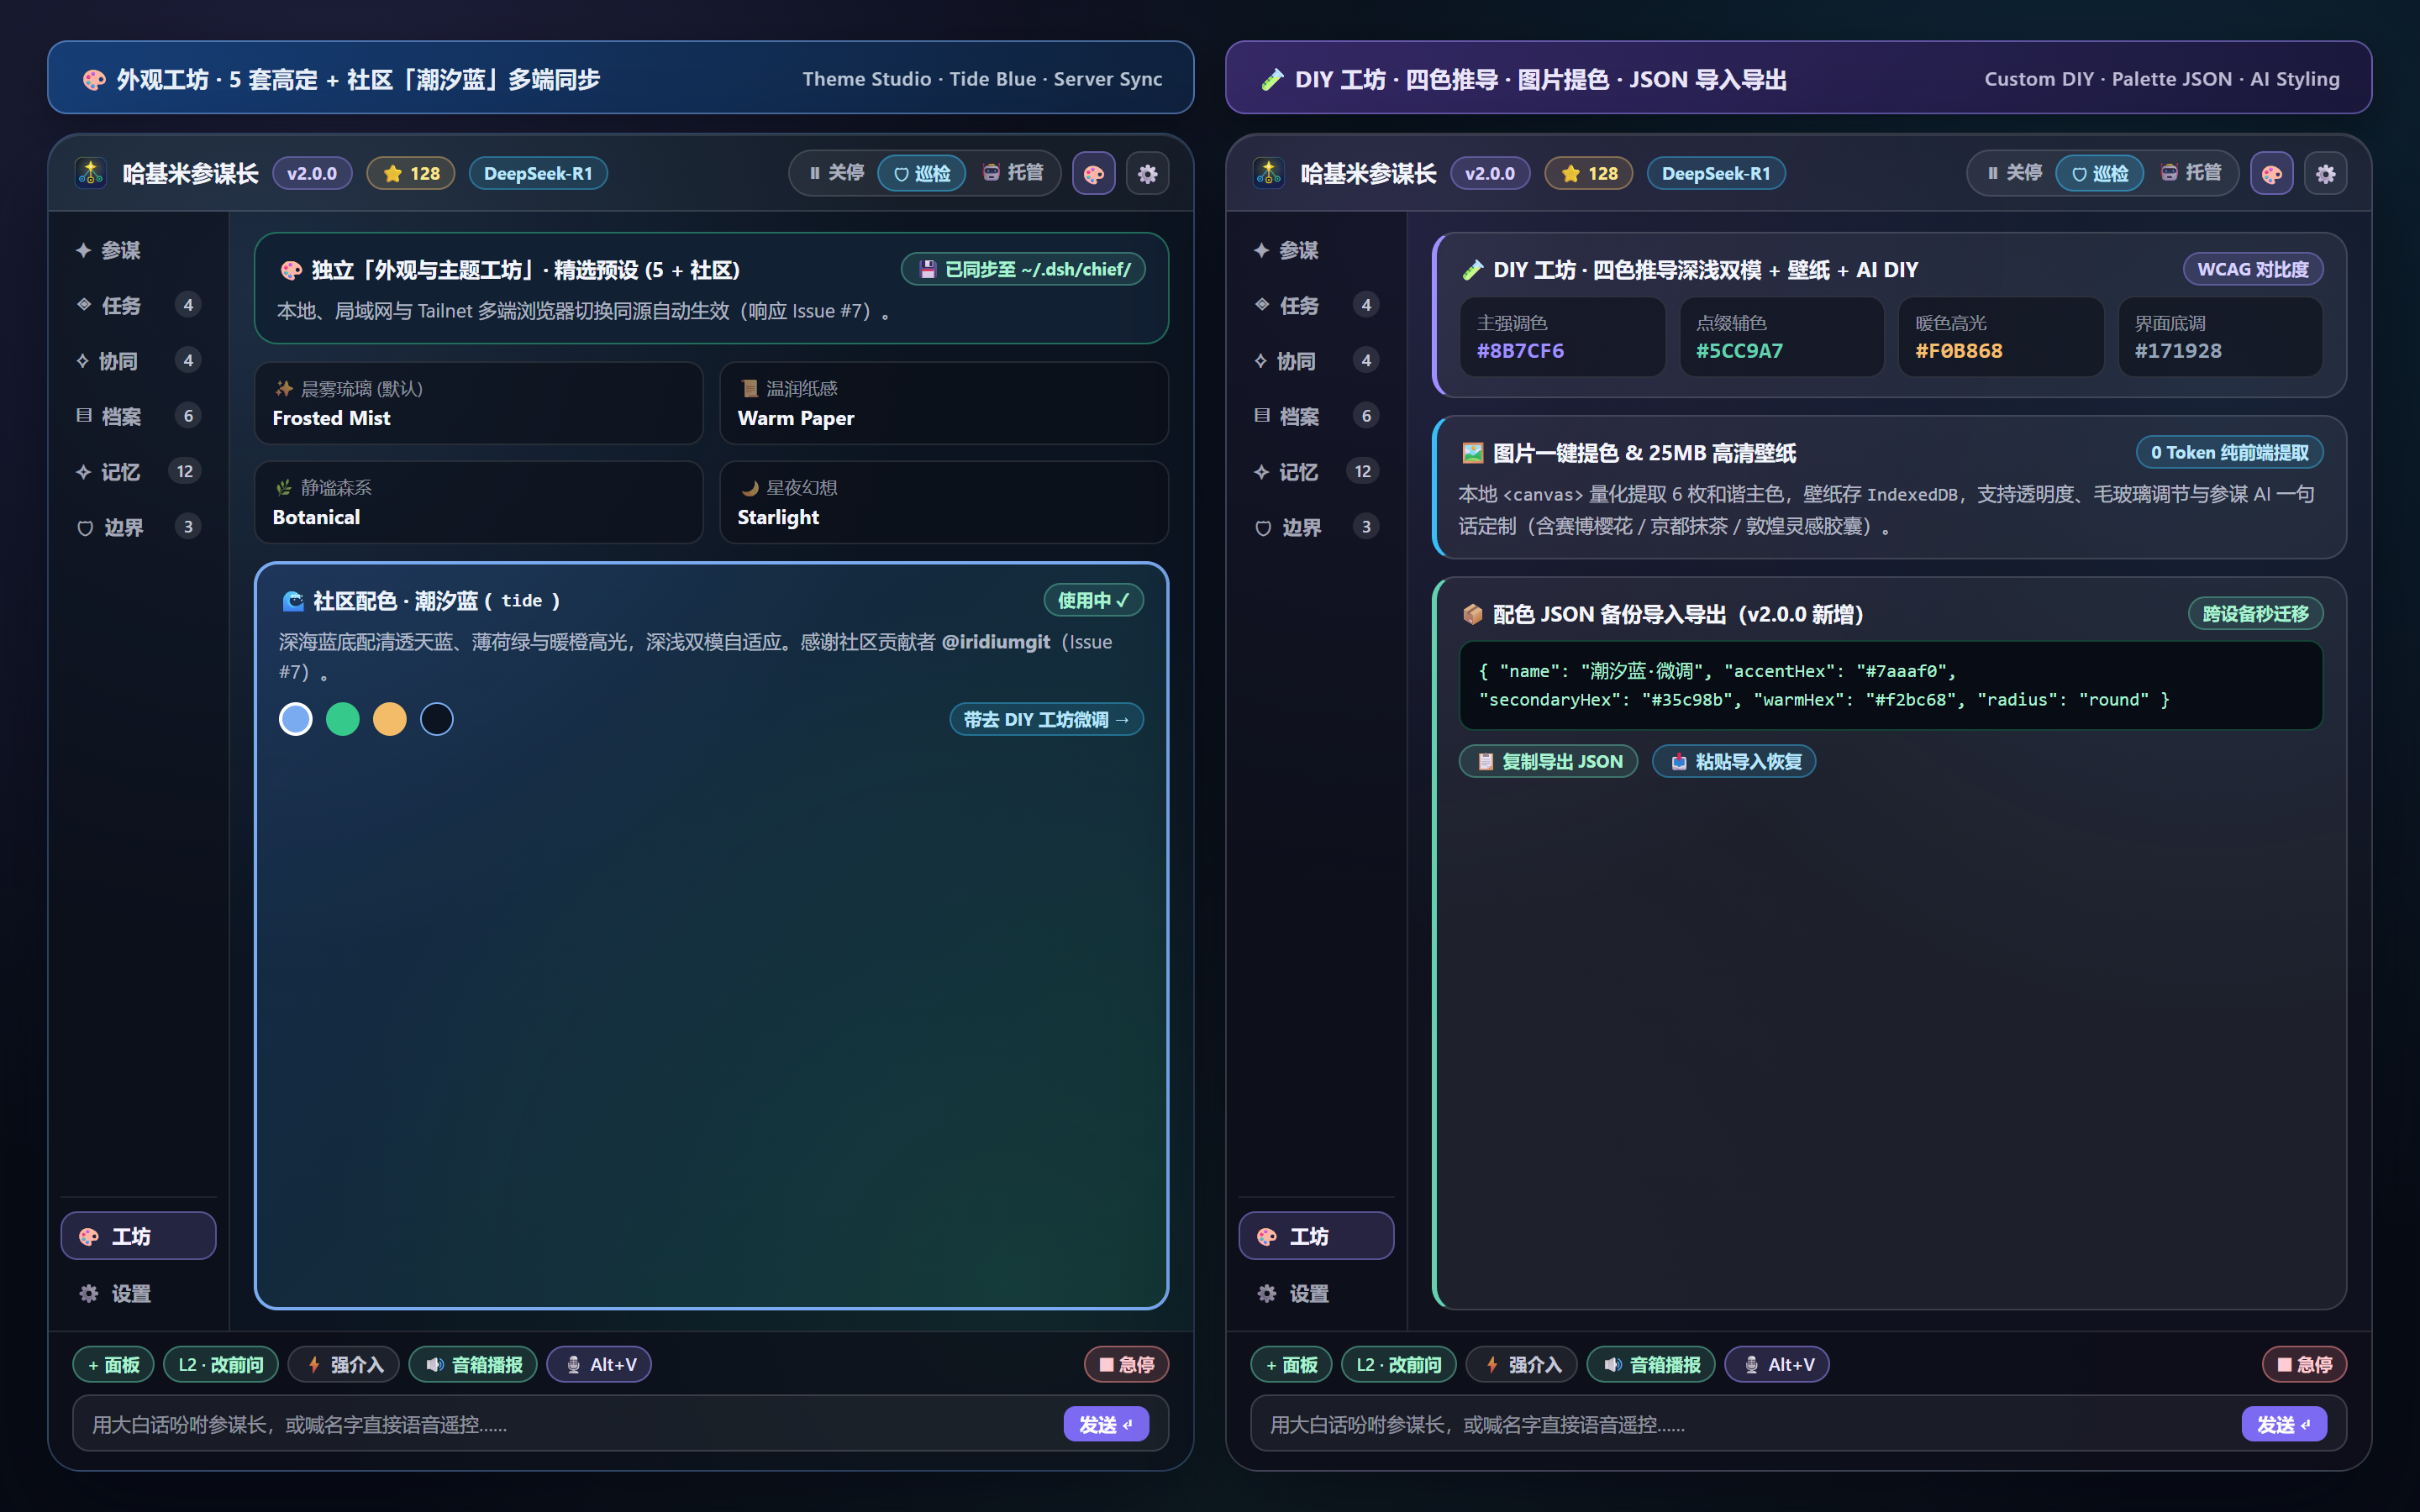 外观工坊 · 5 套高定 + 社区「潮汐蓝」多端同步
Theme Studio · Tide Blue · Server Sync
哈基米参谋长
v2.0.0
128
DeepSeek-R1
关停
巡检
托管
参谋
任务 4
协同 4
档案 6
记忆 12
边界 3
工坊
设置
独立「外观与主题工坊」· 精选预设 (5 + 社区)
已同步至 ~/.dsh/chief/
本地、局域网与 Tailnet 多端浏览器切换同源自动生效（响应 Issue #7）。
晨雾琉璃 (默认)
Frosted Mist
温润纸感
Warm Paper
静谧森系
Botanical
星夜幻想
Starlight
社区配色 · 潮汐蓝 ( tide )
使用中 ✓
深海蓝底配清透天蓝、薄荷绿与暖橙高光，深浅双模自适应。感谢社区贡献者 @iridiumgit（Issue
#7）。
带去 DIY 工坊微调 →
+ 面板
L2 · 改前问
强介入
音箱播报
Alt+V
急停
用大白话吩咐参谋长，或喊名字直接语音遥控......
发送 ↵
DIY 工坊 · 四色推导 · 图片提色 · JSON 导入导出
Custom DIY · Palette JSON · AI Styling
哈基米参谋长
v2.0.0
128
DeepSeek-R1
关停
巡检
托管
参谋
任务 4
协同 4
档案 6
记忆 12
边界 3
工坊
设置
DIY 工坊 · 四色推导深浅双模 + 壁纸 + AI DIY
WCAG 对比度
主强调色
#8B7CF6
点缀辅色
#5CC9A7
暖色高光
#F0B868
界面底调
#171928
图片一键提色 & 25MB 高清壁纸
0 Token 纯前端提取
本地 <canvas> 量化提取 6 枚和谐主色，壁纸存 IndexedDB，支持透明度、毛玻璃调节与参谋 AI 一句
话定制（含赛博樱花 / 京都抹茶 / 敦煌灵感胶囊）。
配色 JSON 备份导入导出（v2.0.0 新增）
跨设备秒迁移
{ "name": "潮汐蓝·微调", "accentHex": "#7aaaf0",
"secondaryHex": "#35c98b", "warmHex": "#f2bc68", "radius": "round" }
复制导出 JSON
粘贴导入恢复
+ 面板
L2 · 改前问
强介入
音箱播报
Alt+V
急停
用大白话吩咐参谋长，或喊名字直接语音遥控......
发送 ↵